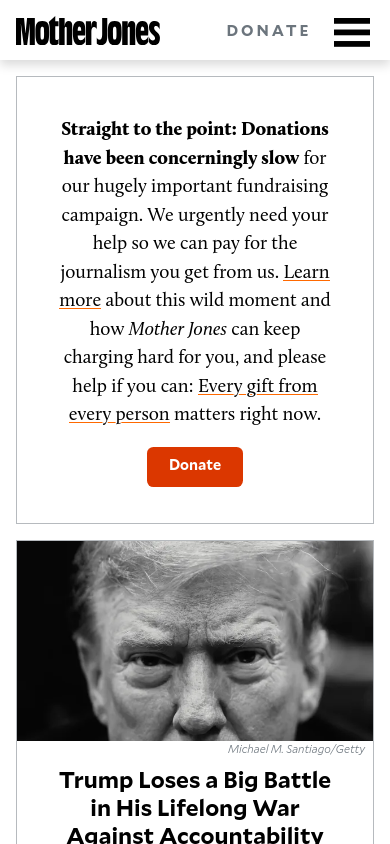 Mother Jones
DONATE
Straight to the point: Donations
have been concerningly slow for
our hugely important fundraising
campaign. We urgently need your
help so we can pay for the
journalism you get from us. Learn
more about this wild moment and
how Mother Jones can keep
charging hard for you, and please
help if you can: Every gift from
every person matters right now.
Donate
Michael M. Santiago/Getty
Trump Loses a Big Battle
in His Lifelong War
Against Accountability